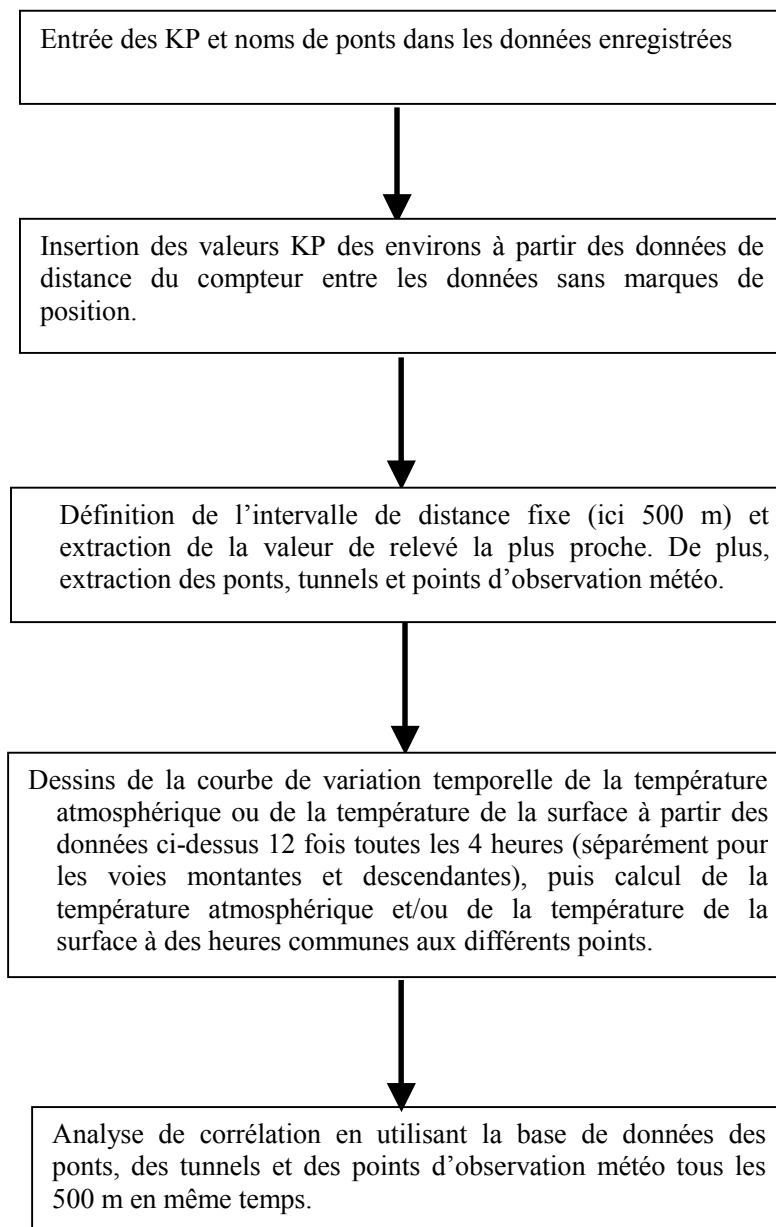 Entrée des KP et noms de ponts dans les données enregistrées
Insertion des valeurs KP des environs à partir des données de
distance du compteur entre les données sans marques de
position.
Définition de l’intervalle de distance fixe (ici 500 m) et
extraction de la valeur de relevé la plus proche. De plus,
extraction des ponts, tunnels et points d’observation météo.
Dessins de la courbe de variation temporelle de la température
atmosphérique ou de la température de la surface à partir des
données ci-dessus 12 fois toutes les 4 heures (séparément pour
les voies montantes et descendantes), puis calcul de la
température atmosphérique et/ou de la température de la
surface à des heures communes aux différents points.
Analyse de corrélation en utilisant la base de données des
ponts, des tunnels et des points d’observation météo tous les
500 m en même temps.